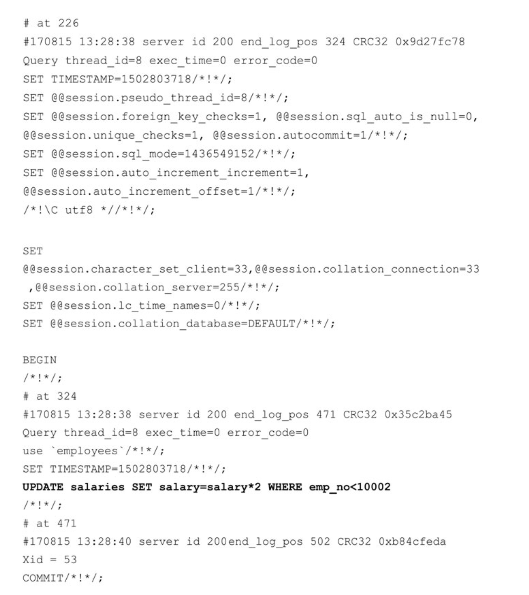 # at 226
#170815 13:28:38 server id 200 end_log_pos 324 CRC32 0x9d27fc78
Query thread_id=8 exec_time=0 error_code=0
SET TIMESTAMP=1502803718/*!*/;
SET @@session.pseudo_thread_id=8/*!*/;
SET @@session.foreign_key_checks=1, @@session.sql_auto_is_null=0,
@@session.unique_checks=1, @@session.autocommit=1/*!*/;
SET @@session.sql_mode=1436549152/*!*/;
SET @@session.auto_increment_increment=1,
@@session.auto_increment_offset=1/*!*/;
/*!\C utf8 *//*!*/;
SET
@@session.character_set_client=33,@@session.collation_connection=33
,@@session.collation_server=255/*!*/;
SET @@session.lc_time_names=0/*!*/;
SET @@session.collation_database=DEFAULT/*!*/;
BEGIN
/*!*/;
# at 324
#170815 13:28:38 server id 200 end_log_pos 471 CRC32 0x35c2ba45
Query thread_id=8 exec_time=0 error_code=0
use `employees`/*!*/;
SET TIMESTAMP=1502803718/*!*/;
UPDATE salaries SET salary=salary*2 WHERE emp_no<10002
/*!*/;
# at 471
#170815 13:28:40 server id 200end_log_pos 502 CRC32 0xb84cfeda
Xid = 53
COMMIT/*!*/;